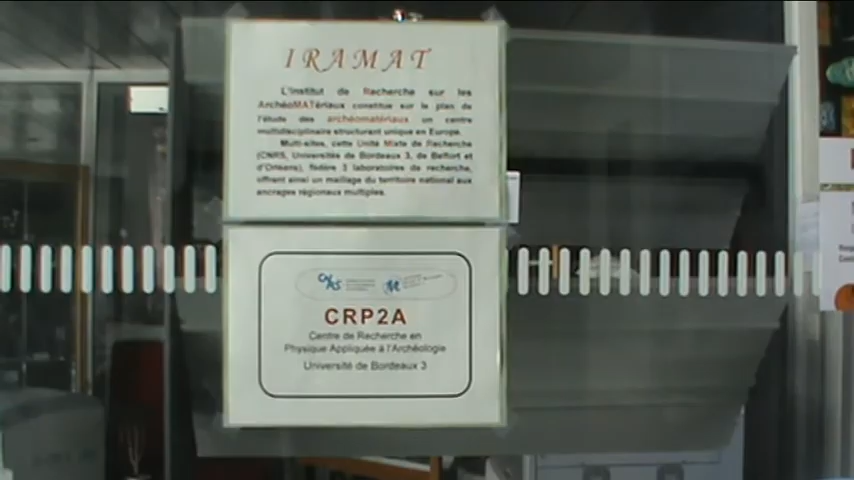 IRAMAT
L'Institut de Recherche sur les
ArchéoMATériaux constitue sur le plan de
l'étude des archéomatériaux un centre
multidisciplinaire structurant unique en Europe.
Multi-sites, cette Unité Mixte de Recherche
(CNRS, Universités de Bordeaux 3, de Belfort et
d'Orléans), fédère 3 laboratoires de recherche,
offrant ainsi un maillage du territoire national aux
ancrages régionaux multiples.
CNRS
CRP2A
Centre de Recherche en
Physique Appliquée à l'Archéologie
Université de Bordeaux 3